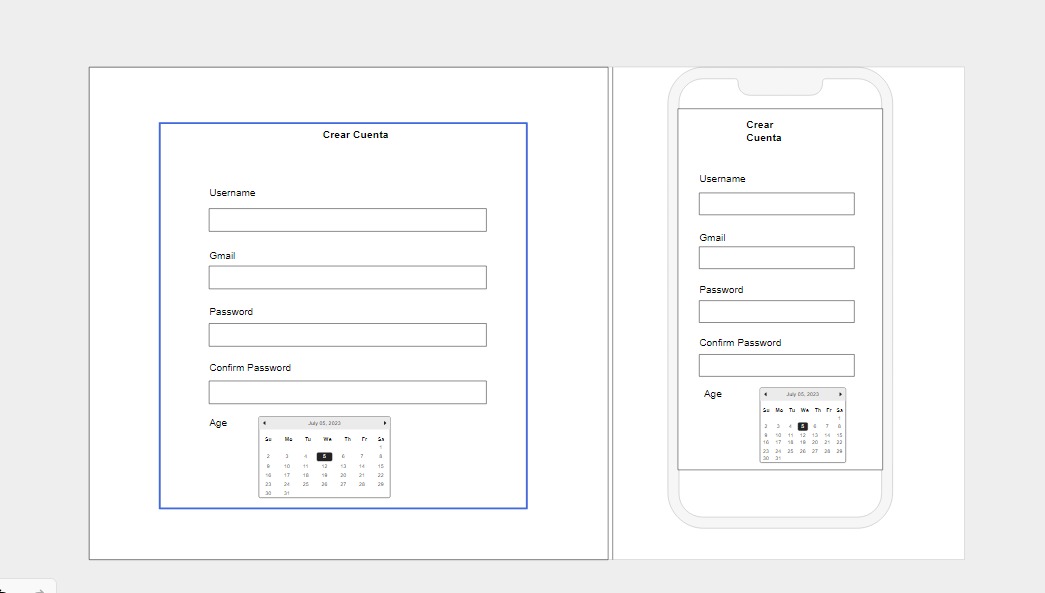 Crear Cuenta
Username
Gmail
Password
Confirm Password
Age
July 05, 2023
Su Mo Tu We Th Fr Sa
1
2 3 4 5 6 7 8
9 10 11 12 13 14 15
16 17 18 19 20 21 22
23 24 25 26 27 28 29
30 31
Crear
Cuenta
Username
Gmail
Password
Confirm Password
Age
July 05, 2023
Su Mo Tu We Th Fr Sa
1
2 3 4 5 6 7 8
9 10 11 12 13 14 15
16 17 18 19 20 21 22
23 24 25 26 27 28 29
30 31